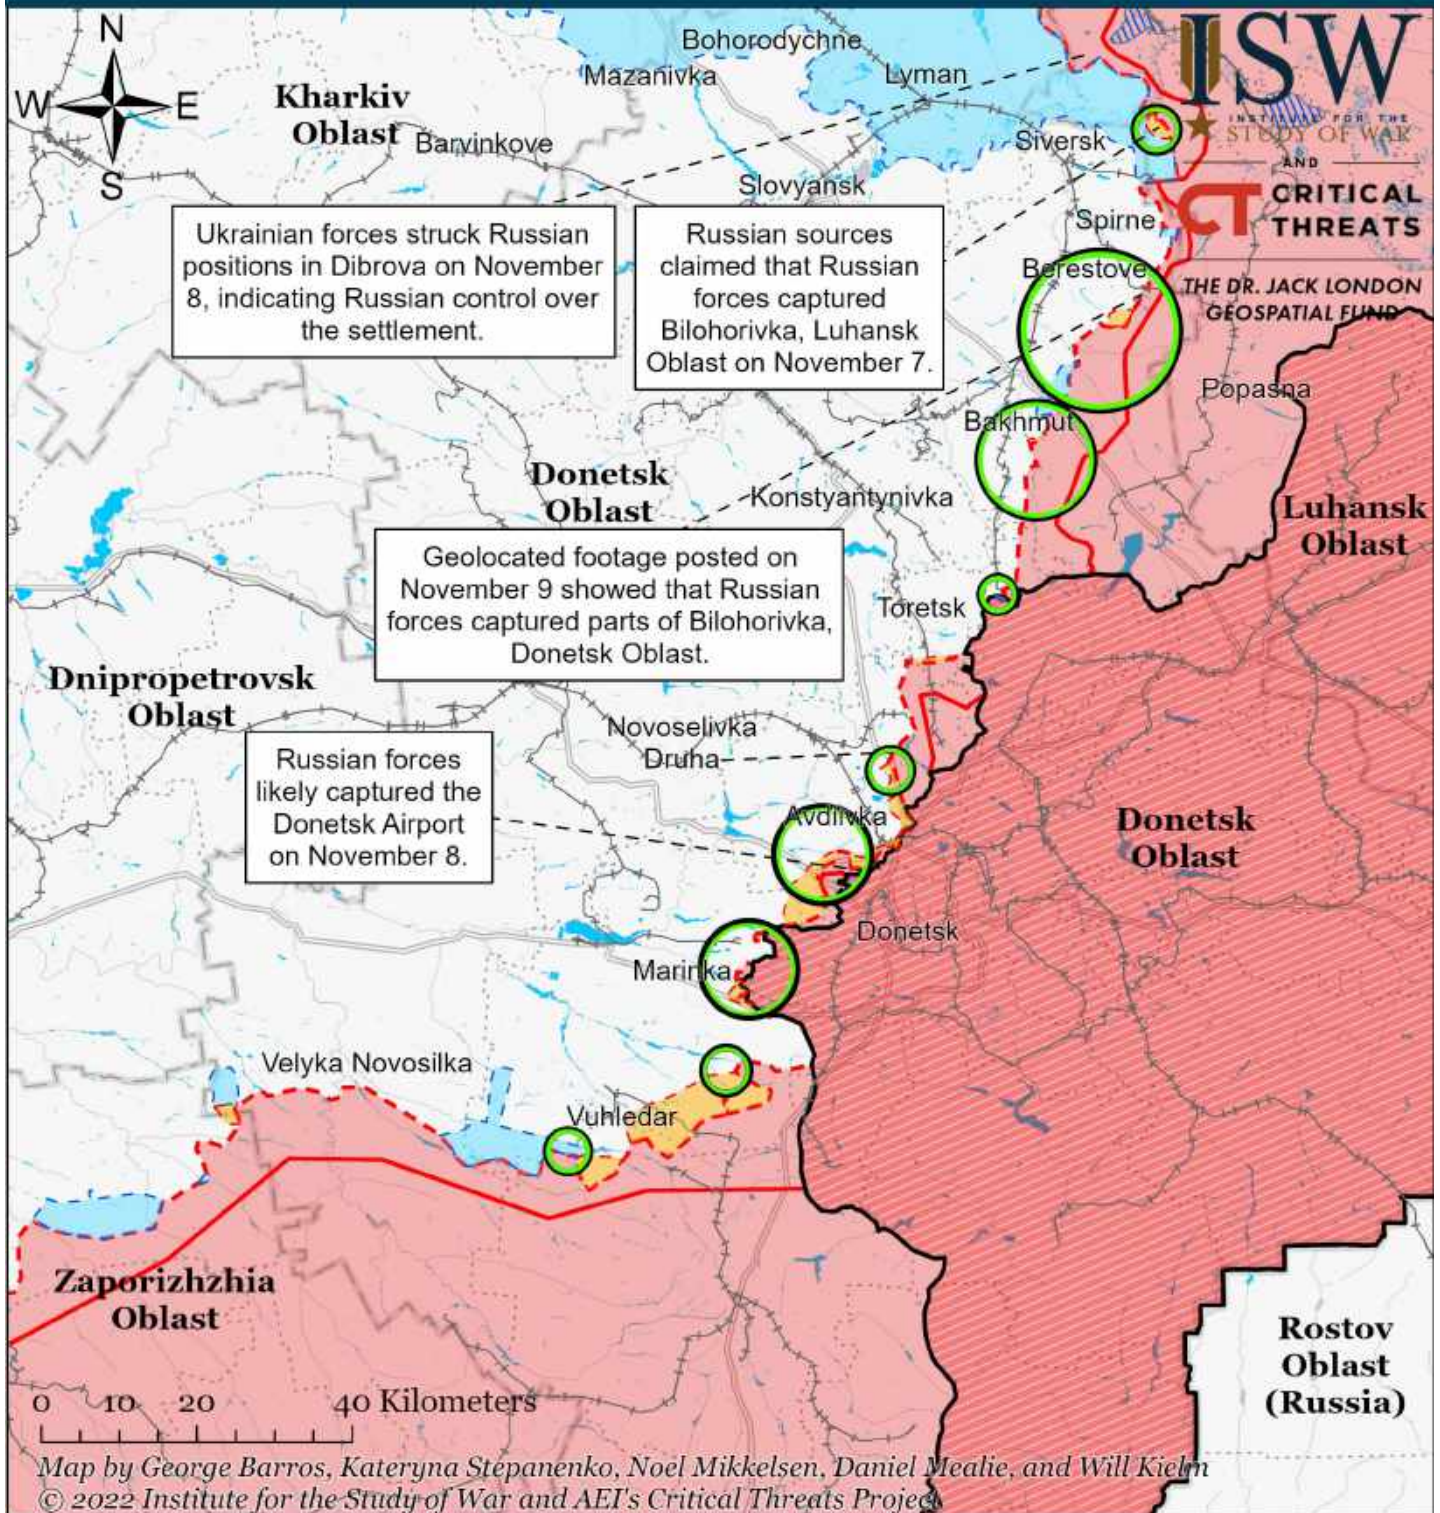 N
W
E
S
Kharkiv
Oblast
Barvinkove
Bohorodychne
Mazanivka
Lyman
Siversk
Slovyansk
Spirne
ISW
INSTITUTE FOR THE
STUDY OF WAR
AND
CT CRITICAL
THREATS
THE DR. JACK LONDON
GEOSPATIAL FUND
Ukrainian forces struck Russian
positions in Dibrova on November
8, indicating Russian control over
the settlement.
Russian sources
claimed that Russian
forces captured
Bilohorivka, Luhansk
Oblast on November 7.
Berestove
Popasna
Bakhmut
Donetsk
Oblast
Konstyantynivka
Luhansk
Oblast
Geolocated footage posted on
November 9 showed that Russian
forces captured parts of Bilohorivka,
Donetsk Oblast.
Toretsk
Dnipropetrovsk
Oblast
Novoselivka
Druha
Russian forces
likely captured the
Donetsk Airport
on November 8.
Avdiivka
Donetsk
Oblast
Donetsk
Marinka
Velyka Novosilka
Vuhledar
Zaporizhzhia
Oblast
Rostov
Oblast
(Russia)
0 10 20 40 Kilometers
Map by George Barros, Kateryna Stepanenko, Noel Mikkelsen, Daniel Mealie, and Will Kielm
© 2022 Institute for the Study of War and AEI's Critical Threats Project